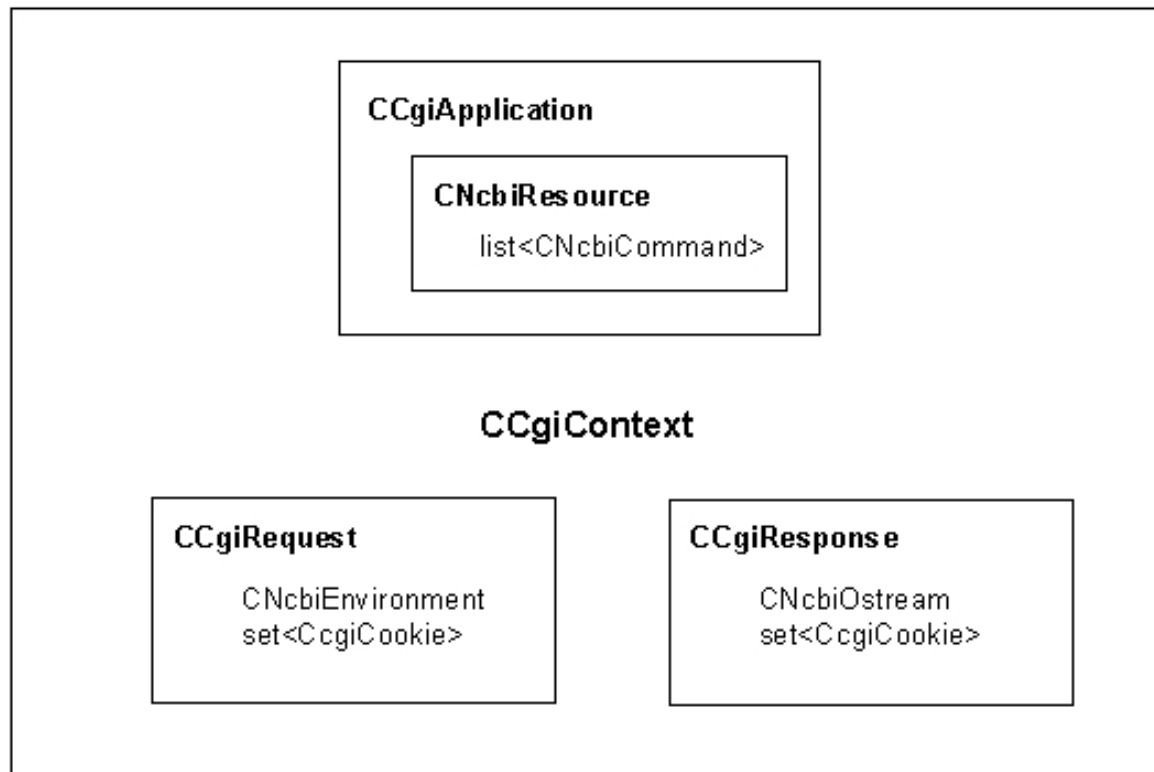 CCgiApplication
CNcbiResource
list<CNcbiCommand>
CCgiContext
CCgiRequest
CNcbiEnvironment
set<CcgiCookie>
CCgiResponse
CNcbiOstream
set<CcgiCookie>